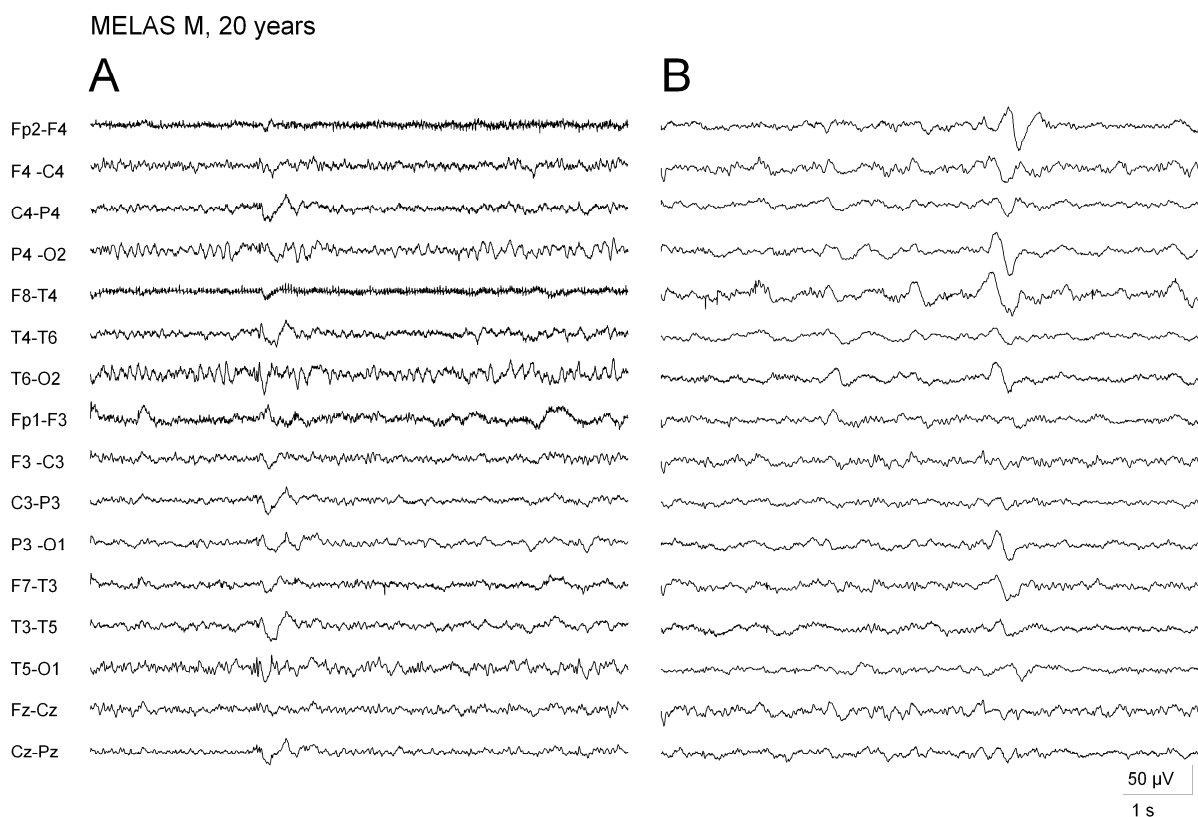 MELAS M, 20 years
A
B
Fp2-F4
F4 -C4
C4-P4
P4 -O2
F8-T4
T4-T6
T6-O2
Fp1-F3
F3 -C3
C3-P3
P3 -O1
F7-T3
T3-T5
T5-O1
Fz-Cz
Cz-Pz
50 µV
1 s